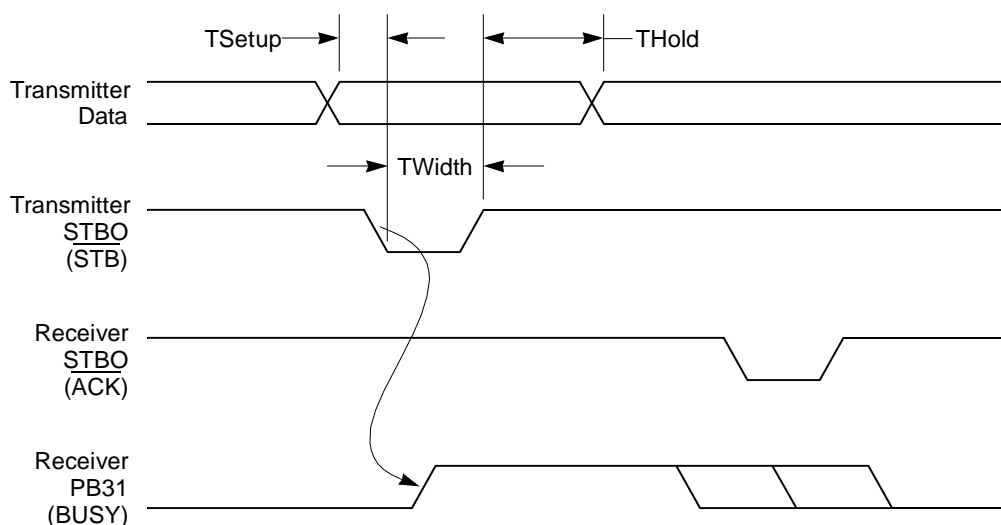 TSetup
THold
Transmitter
Data
TWidth
Transmitter
STBO
(STB)
Receiver
STBO
(ACK)
Receiver
PB31
(BUSY)